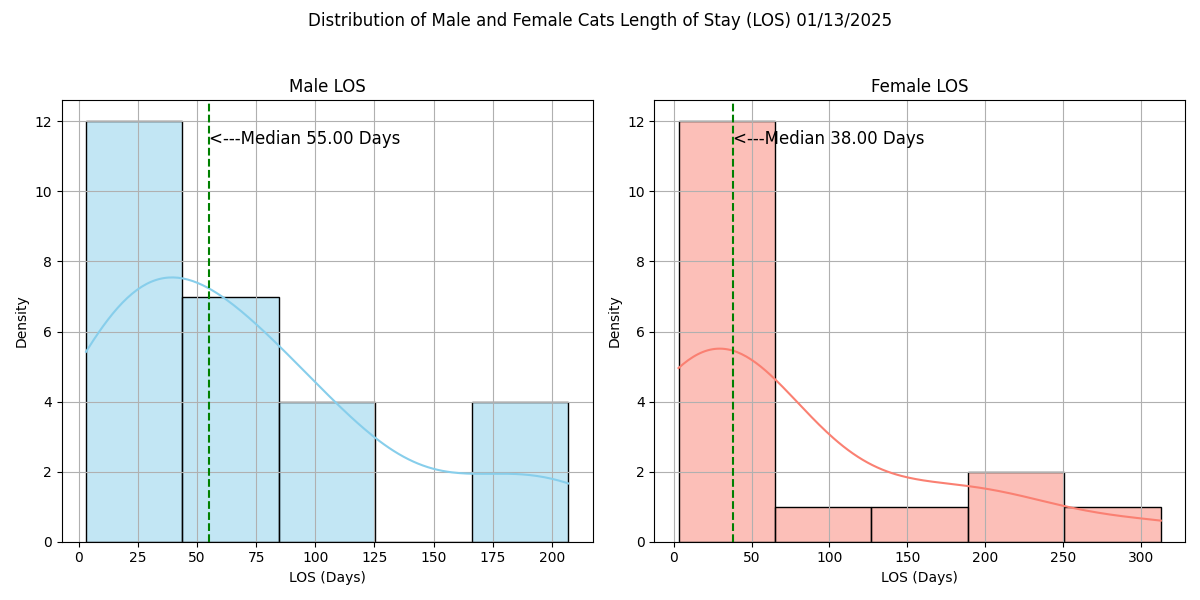 Distribution of Male and Female Cats Length of Stay (LOS) 01/13/2025
Male LOS
12
10
8
6
4
2
0
Density
<---Median 55.00 Days
0 25 50 75 100 125 150 175 200
LOS (Days)
Female LOS
12
10
8
6
4
2
0
Density
<---Median 38.00 Days
0 50 100 150 200 250 300
LOS (Days)